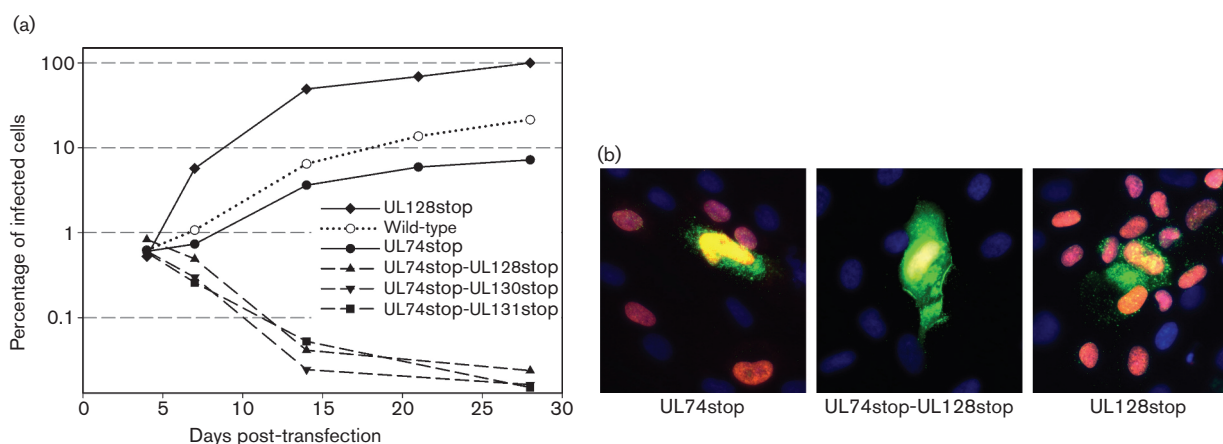 (a)
Percentage of infected cells
100
10
1
0.1
UL128stop
Wild-type
UL74stop
UL74stop-UL128stop
UL74stop-UL130stop
UL74stop-UL131stop
0 5 10 15 20 25 30
Days post-transfection
(b)
UL74stop UL74stop-UL128stop UL128stop